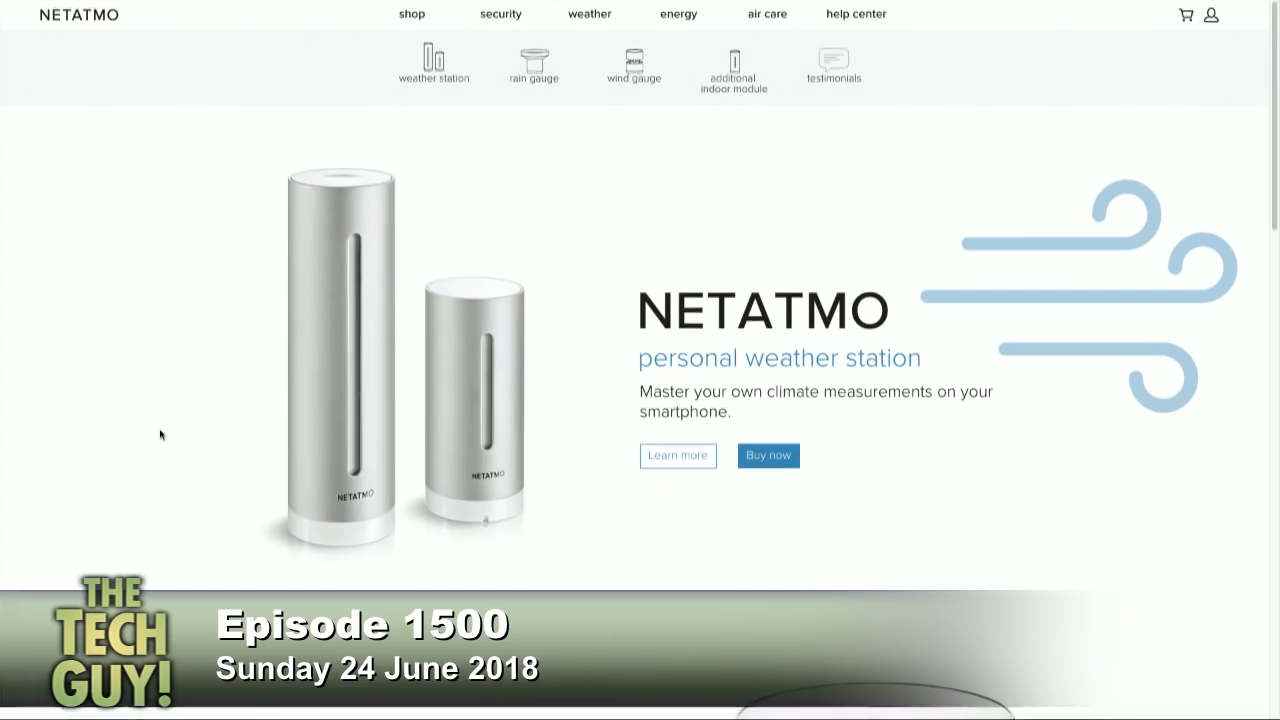 NETATMO
shop security weather energy air care help center
weather station rain gauge wind gauge additional indoor module testimonials
NETATMO
personal weather station
Master your own climate measurements on your
smartphone.
Learn more Buy now
NETATMO
NETATMO
THE
TECH
GUY!
Episode 1500
Sunday 24 June 2018